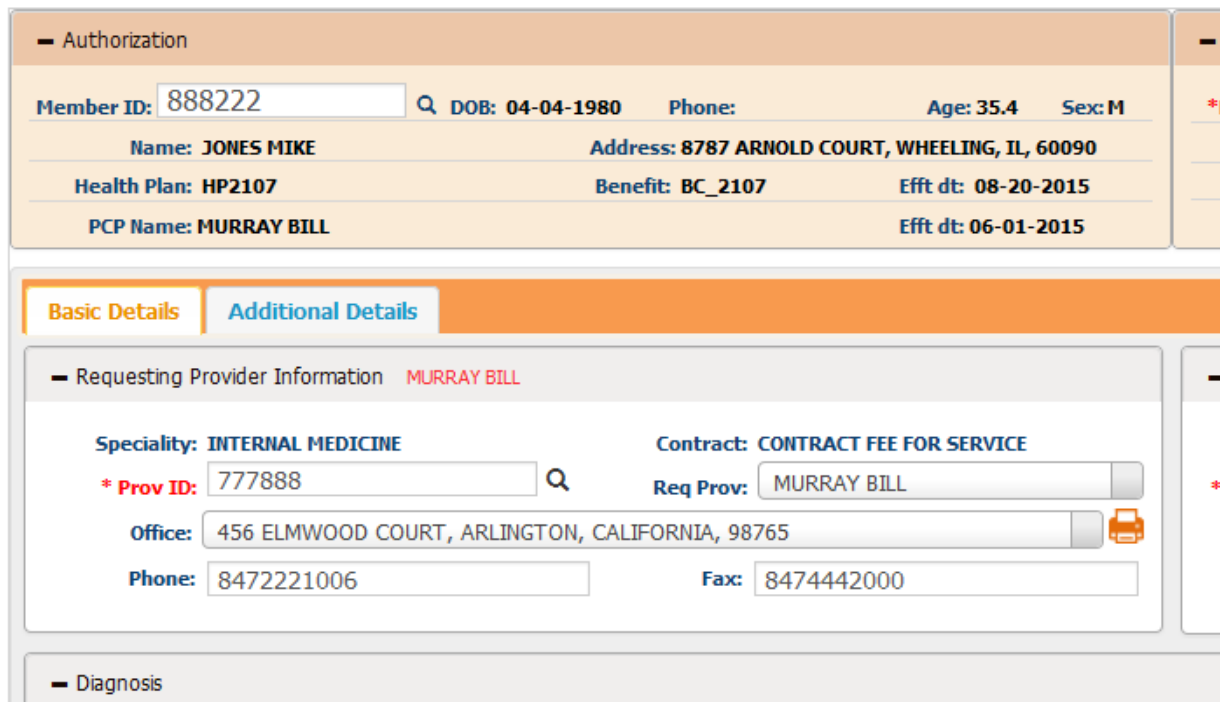 Authorization
Member ID: 888222 DOB: 04-04-1980 Phone: Age: 35.4 Sex: M
Name: JONES MIKE Address: 8787 ARNOLD COURT, WHEELING, IL, 60090
Health Plan: HP2107 Benefit: BC_2107 Efft dt: 08-20-2015
PCP Name: MURRAY BILL Efft dt: 06-01-2015
Basic Details Additional Details
Requesting Provider Information MURRAY BILL
Speciality: INTERNAL MEDICINE Contract: CONTRACT FEE FOR SERVICE
* Prov ID: 777888 Req Prov: MURRAY BILL
Office: 456 ELMWOOD COURT, ARLINGTON, CALIFORNIA, 98765
Phone: 8472221006 Fax: 8474442000
Diagnosis